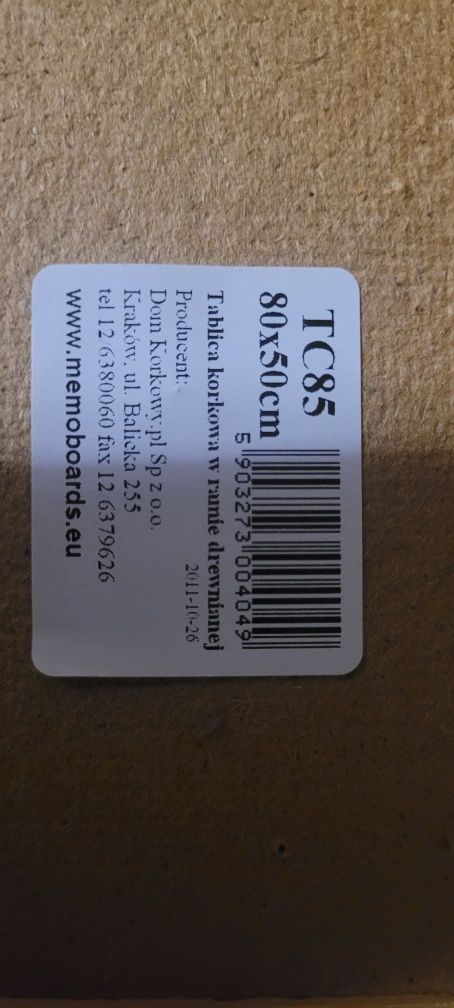 TC85
80x50cm
5 903273 004049
Tablica korkowa w ramie drewnianej
Producent: 2011-10-26
Dom Korkowy.pl Sp z o.o.
Kraków, ul. Balicka 255
tel 12 6380060 fax 12 6379626
www.memoboards.eu